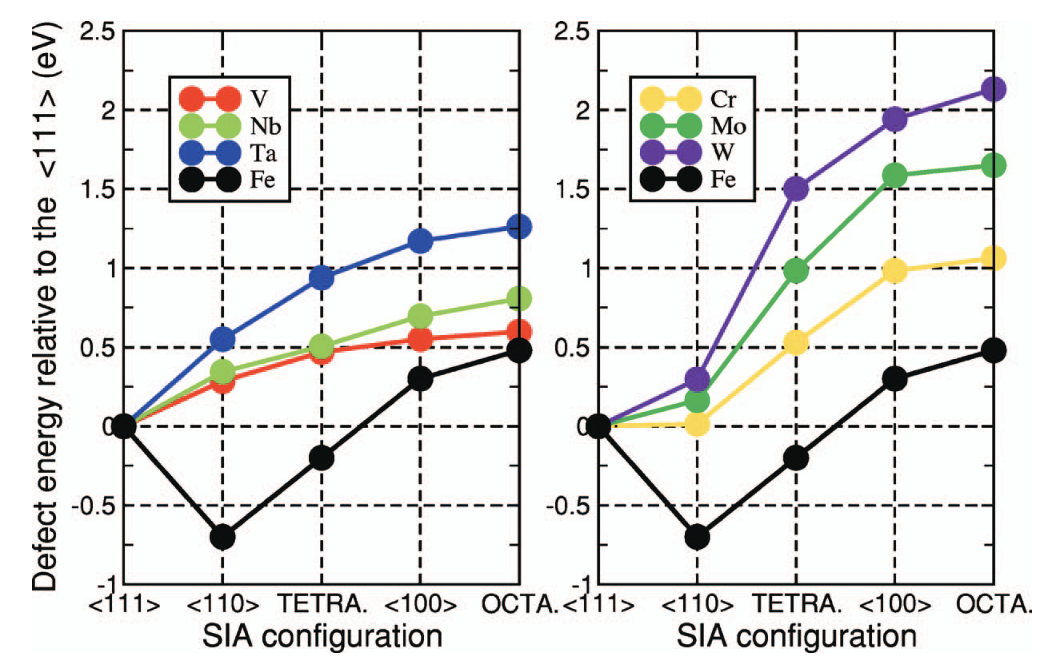 Defect energy relative to the <111> (eV)
2.5
2
1.5
1
0.5
0
-0.5
-1
V
Nb
Ta
Fe
<111> <110> TETRA. <100> OCTA.
SIA configuration
2.5
2
1.5
1
0.5
0
-0.5
-1
Cr
Mo
W
Fe
<111> <110> TETRA. <100> OCTA.
SIA configuration